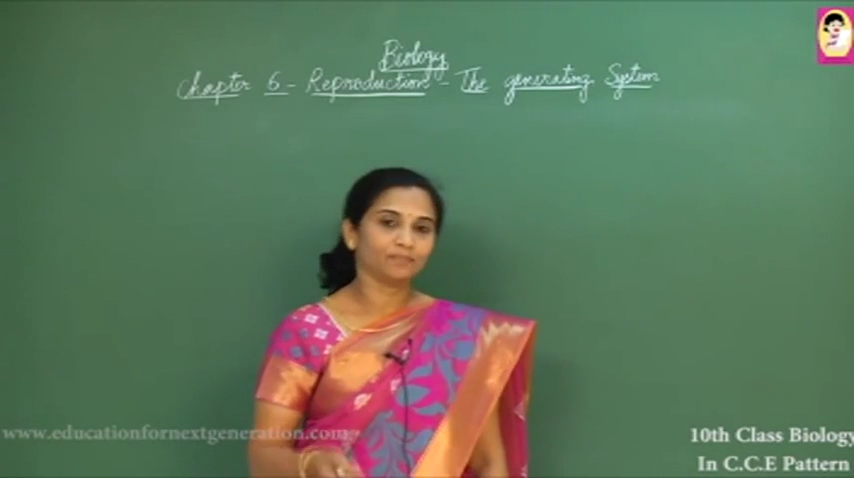 Biology
Chapter 6 - Reproduction - The generating System
www.educationfornextgeneration.com
10th Class Biology
In C.C.E Pattern